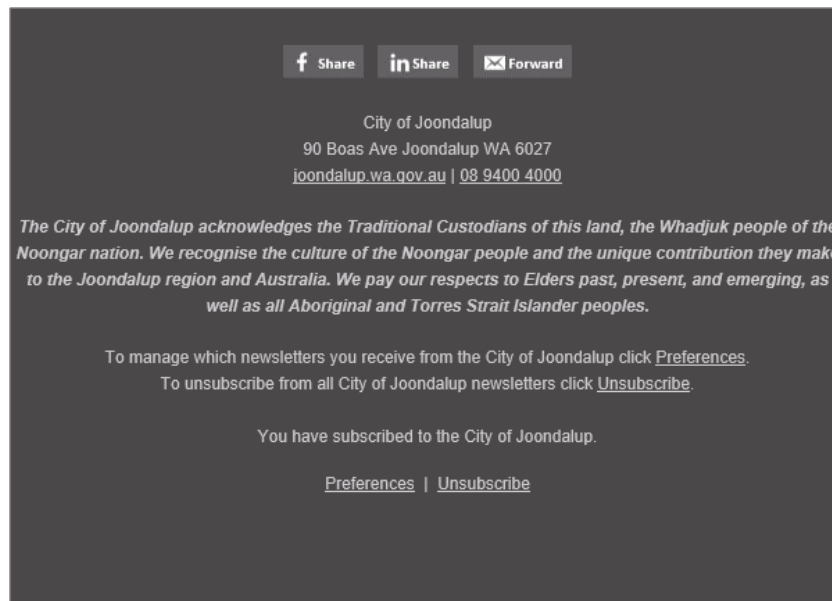 f Share in Share Forward
City of Joondalup
90 Boas Ave Joondalup WA 6027
joondalup.wa.gov.au | 08 9400 4000
The City of Joondalup acknowledges the Traditional Custodians of this land, the Whadjuk people of the
Noongar nation. We recognise the culture of the Noongar people and the unique contribution they make
to the Joondalup region and Australia. We pay our respects to Elders past, present, and emerging, as
well as all Aboriginal and Torres Strait Islander peoples.
To manage which newsletters you receive from the City of Joondalup click Preferences.
To unsubscribe from all City of Joondalup newsletters click Unsubscribe.
You have subscribed to the City of Joondalup.
Preferences | Unsubscribe